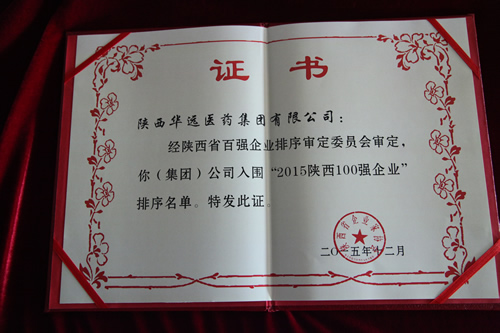 证书
陕西华远医药集团有限公司：
经陕西省百强企业排序审定委员会审定，
你（集团）公司入围“2015陕西100强企业”
排序名单。特发此证。
二〇一五年十二月